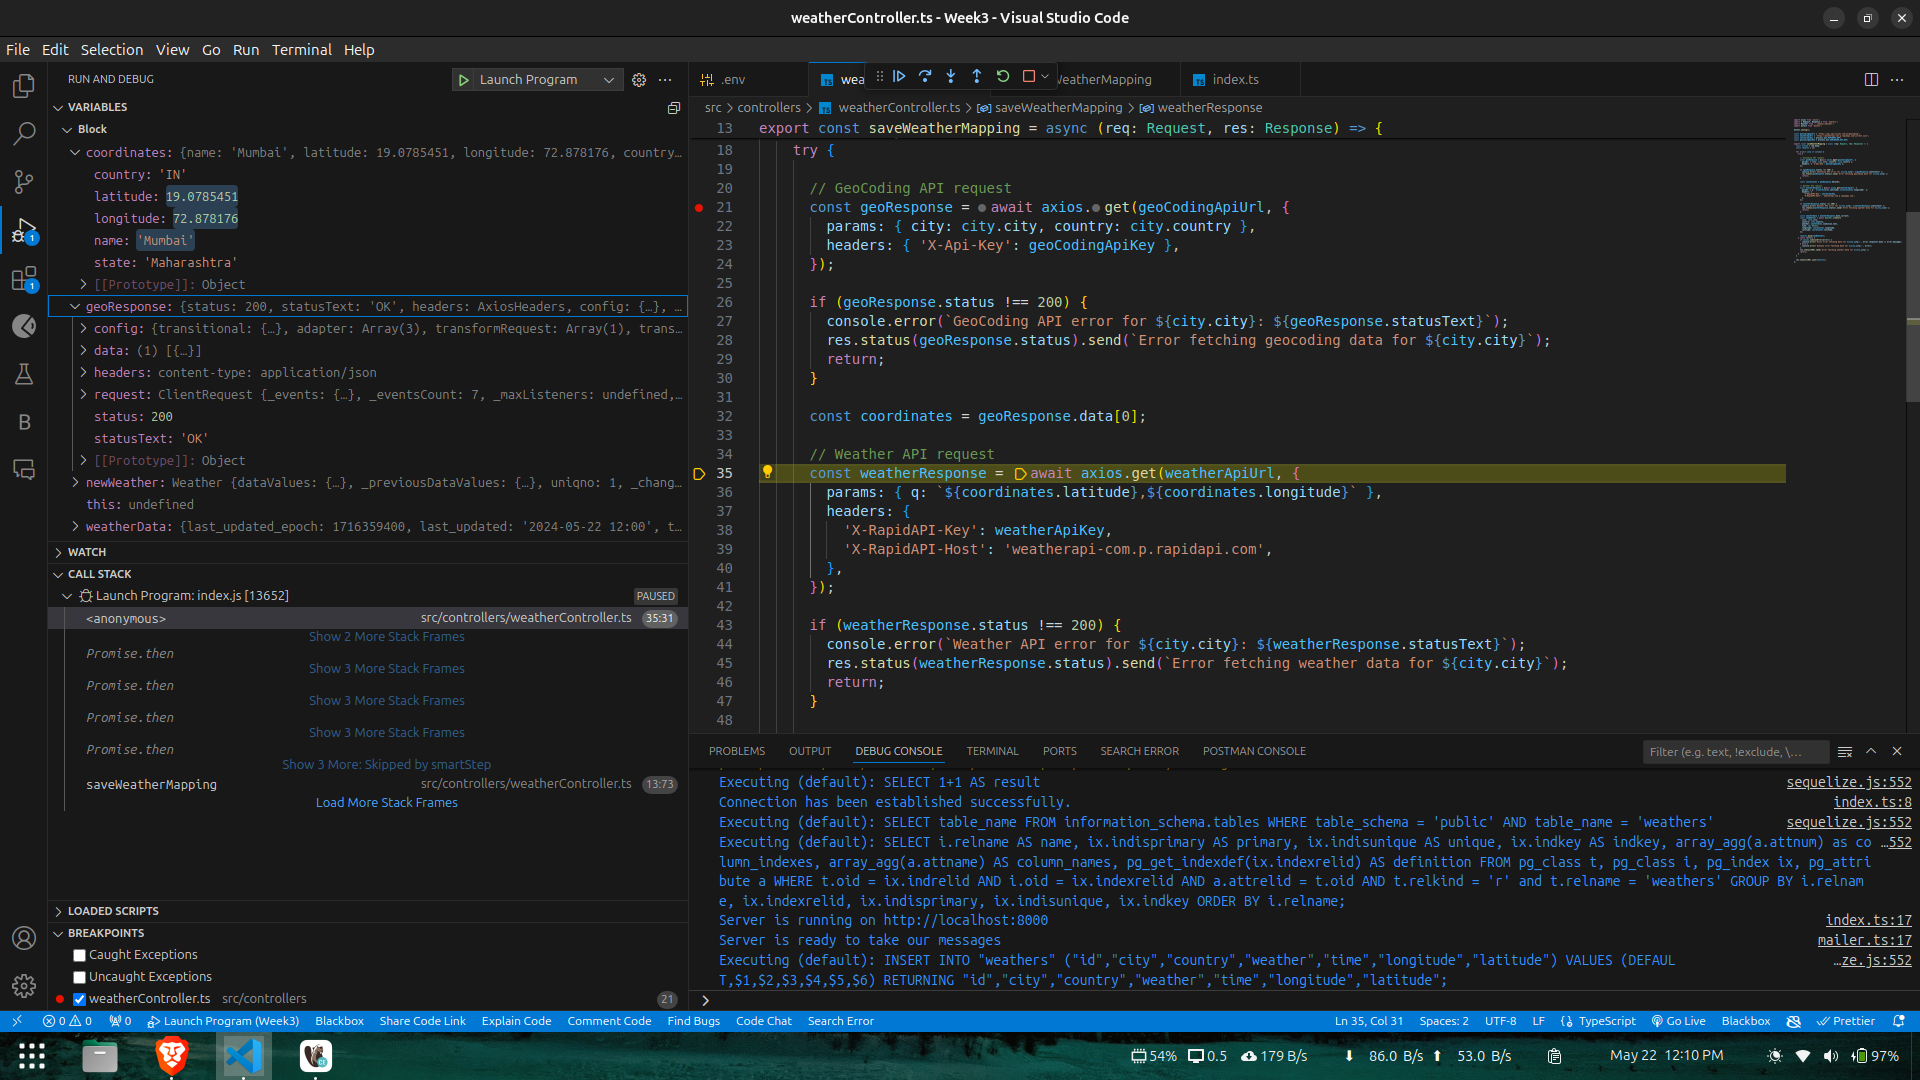 weatherController.ts - Week3 - Visual Studio Code
File Edit Selection View Go Run Terminal Help
RUN AND DEBUG
Launch Program
VARIABLES
Block
coordinates: {name: 'Mumbai', latitude: 19.0785451, longitude: 72.878176, country…
country: 'IN'
latitude: 19.0785451
longitude: 72.878176
name: 'Mumbai'
state: 'Maharashtra'
[[Prototype]]: Object
geoResponse: {status: 200, statusText: 'OK', headers: AxiosHeaders, config: {…}, …
config: {transitional: {…}, adapter: Array(3), transformRequest: Array(1), trans…
data: (1) [{…}]
headers: content-type: application/json
request: ClientRequest {_events: {…}, _eventsCount: 7, _maxListeners: undefined,…
status: 200
statusText: 'OK'
[[Prototype]]: Object
newWeather: Weather {dataValues: {…}, _previousDataValues: {…}, uniqno: 1, _chang…
this: undefined
weatherData: {last_updated_epoch: 1716359400, last_updated: '2024-05-22 12:00', t…
WATCH
CALL STACK
Launch Program: index.js [13652] PAUSED
<anonymous> src/controllers/weatherController.ts 35:31
Show 2 More Stack Frames
Promise.then
Show 3 More Stack Frames
Promise.then
Show 3 More Stack Frames
Promise.then
Show 3 More Stack Frames
Promise.then
Show 3 More: Skipped by smartStep
saveWeatherMapping src/controllers/weatherController.ts 13:73
Load More Stack Frames
LOADED SCRIPTS
BREAKPOINTS
Caught Exceptions
Uncaught Exceptions
weatherController.ts src/controllers 21
.env wea eatherMapping index.ts
src > controllers > weatherController.ts > saveWeatherMapping > weatherResponse
13 export const saveWeatherMapping = async (req: Request, res: Response) => {
18 try {
19
20 // GeoCoding API request
21 const geoResponse = await axios.get(geoCodingApiUrl, {
22 params: { city: city.city, country: city.country },
23 headers: { 'X-Api-Key': geoCodingApiKey },
24 });
25
26 if (geoResponse.status !== 200) {
27 console.error(`GeoCoding API error for ${city.city}: ${geoResponse.statusText}`);
28 res.status(geoResponse.status).send(`Error fetching geocoding data for ${city.city}`);
29 return;
30 }
31
32 const coordinates = geoResponse.data[0];
33
34 // Weather API request
35 const weatherResponse = await axios.get(weatherApiUrl, {
36 params: { q: `${coordinates.latitude},${coordinates.longitude}` },
37 headers: {
38 'X-RapidAPI-Key': weatherApiKey,
39 'X-RapidAPI-Host': 'weatherapi-com.p.rapidapi.com',
40 },
41 });
42
43 if (weatherResponse.status !== 200) {
44 console.error(`Weather API error for ${city.city}: ${weatherResponse.statusText}`);
45 res.status(weatherResponse.status).send(`Error fetching weather data for ${city.city}`);
46 return;
47 }
48
PROBLEMS OUTPUT DEBUG CONSOLE TERMINAL PORTS SEARCH ERROR POSTMAN CONSOLE Filter (e.g. text, !exclude, \…
Executing (default): SELECT 1+1 AS result sequelize.js:552
Connection has been established successfully. index.ts:8
Executing (default): SELECT table_name FROM information_schema.tables WHERE table_schema = 'public' AND table_name = 'weathers' sequelize.js:552
Executing (default): SELECT i.relname AS name, ix.indisprimary AS primary, ix.indisunique AS unique, ix.indkey AS indkey, array_agg(a.attnum) as co …552
lumn_indexes, array_agg(a.attname) AS column_names, pg_get_indexdef(ix.indexrelid) AS definition FROM pg_class t, pg_class i, pg_index ix, pg_attri
bute a WHERE t.oid = ix.indrelid AND i.oid = ix.indexrelid AND a.attrelid = t.oid AND t.relkind = 'r' and t.relname = 'weathers' GROUP BY i.relnam
e, ix.indexrelid, ix.indisprimary, ix.indisunique, ix.indkey ORDER BY i.relname;
Server is running on http://localhost:8000 index.ts:17
Server is ready to take our messages mailer.ts:17
Executing (default): INSERT INTO "weathers" ("id","city","country","weather","time","longitude","latitude") VALUES (DEFAUL …ze.js:552
T,$1,$2,$3,$4,$5,$6) RETURNING "id","city","country","weather","time","longitude","latitude";
0 0 0 Launch Program (Week3) Blackbox Share Code Link Explain Code Comment Code Find Bugs Code Chat Search Error Ln 35, Col 31 Spaces: 2 UTF-8 LF TypeScript Go Live Blackbox Prettier
54% 0.5 179 B/s 86.0 B/s 53.0 B/s May 22 12:10 PM 97%